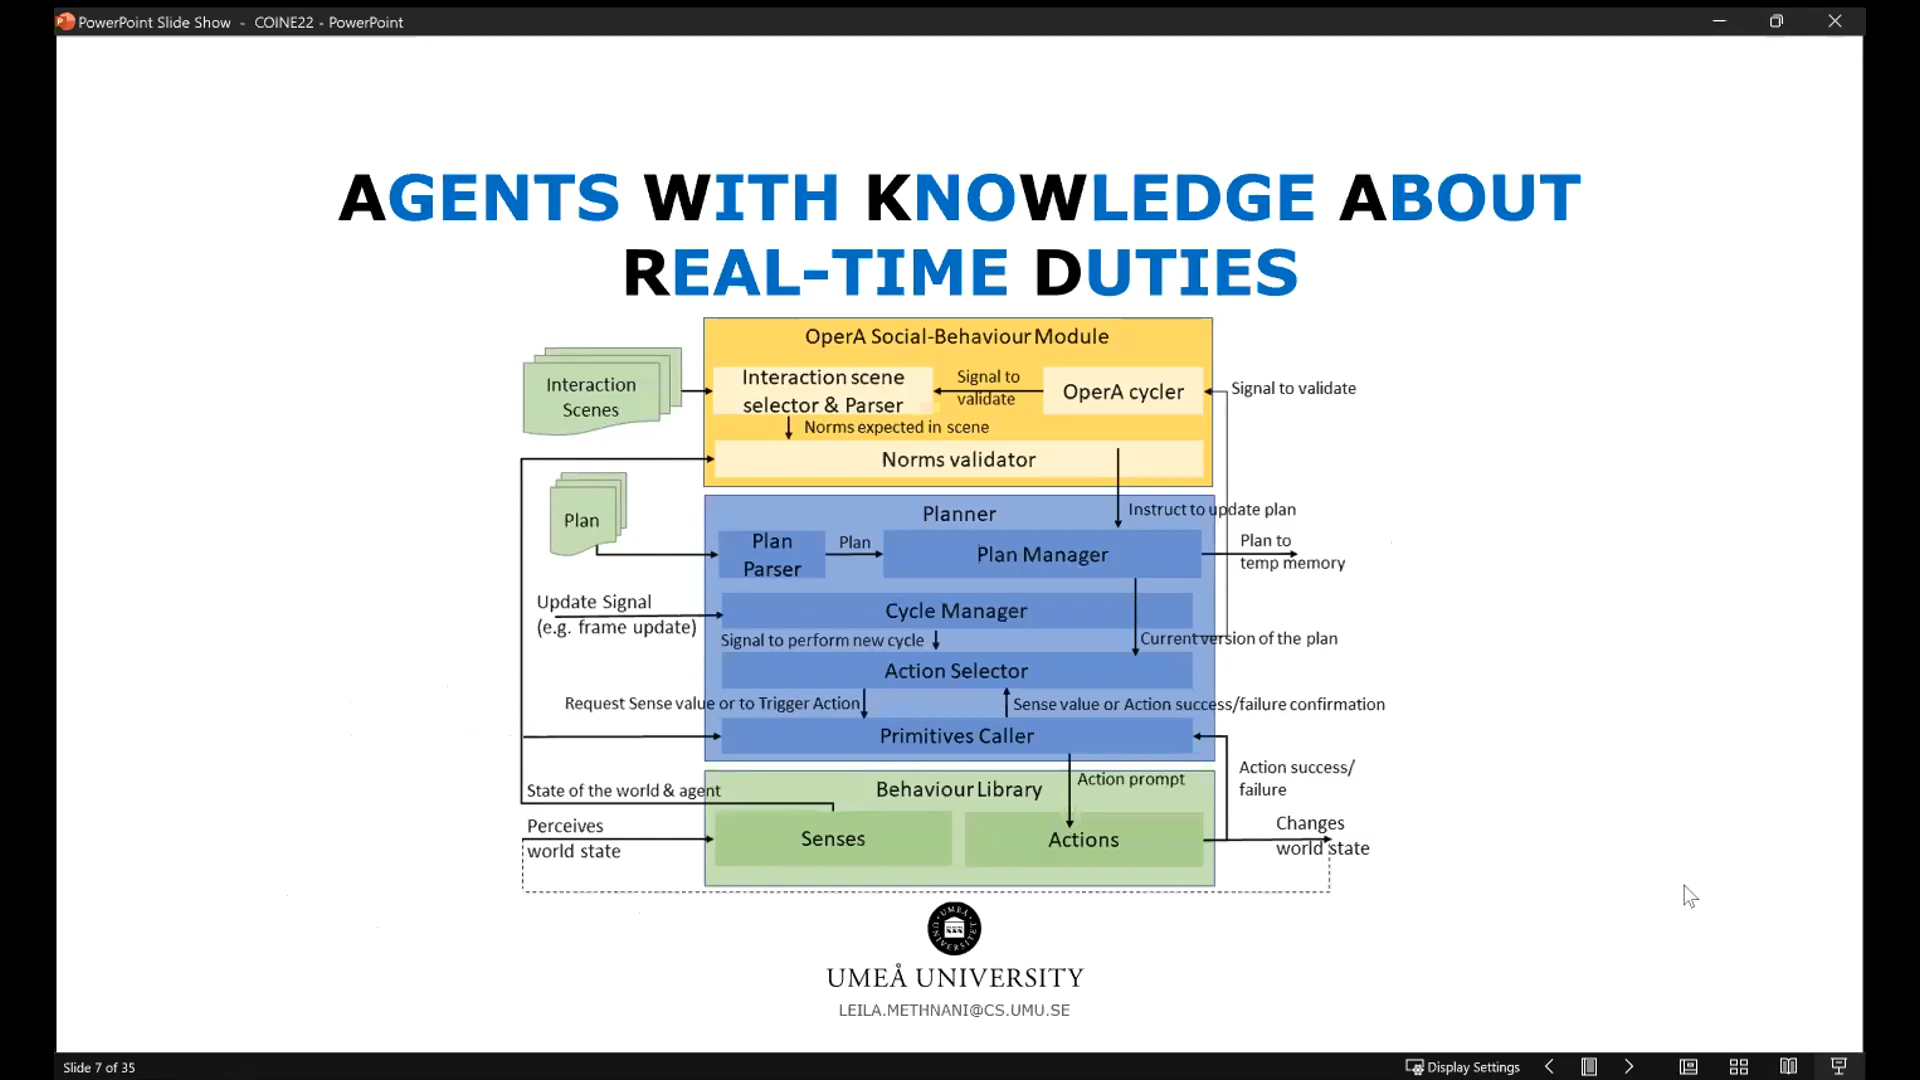 PowerPoint Slide Show - COINE22 - PowerPoint
AGENTS WITH KNOWLEDGE ABOUT
REAL-TIME DUTIES
OperA Social-Behaviour Module
Interaction
Scenes
Interaction scene
selector & Parser
Signal to
validate
OperA cycler
Signal to validate
Norms expected in scene
Norms validator
Plan
Planner
Instruct to update plan
Plan
Parser
Plan
Plan Manager
Plan to
temp memory
Update Signal
(e.g. frame update)
Cycle Manager
Signal to perform new cycle
Current version of the plan
Action Selector
Request Sense value or to Trigger Action
Sense value or Action success/failure confirmation
Primitives Caller
Action success/
failure
State of the world & agent
Behaviour Library
Action prompt
Perceives
world state
Senses
Actions
Changes
world state
UMEÅ UNIVERSITET
UMEÅ UNIVERSITY
LEILA.METHNANI@CS.UMU.SE
Slide 7 of 35
Display Settings